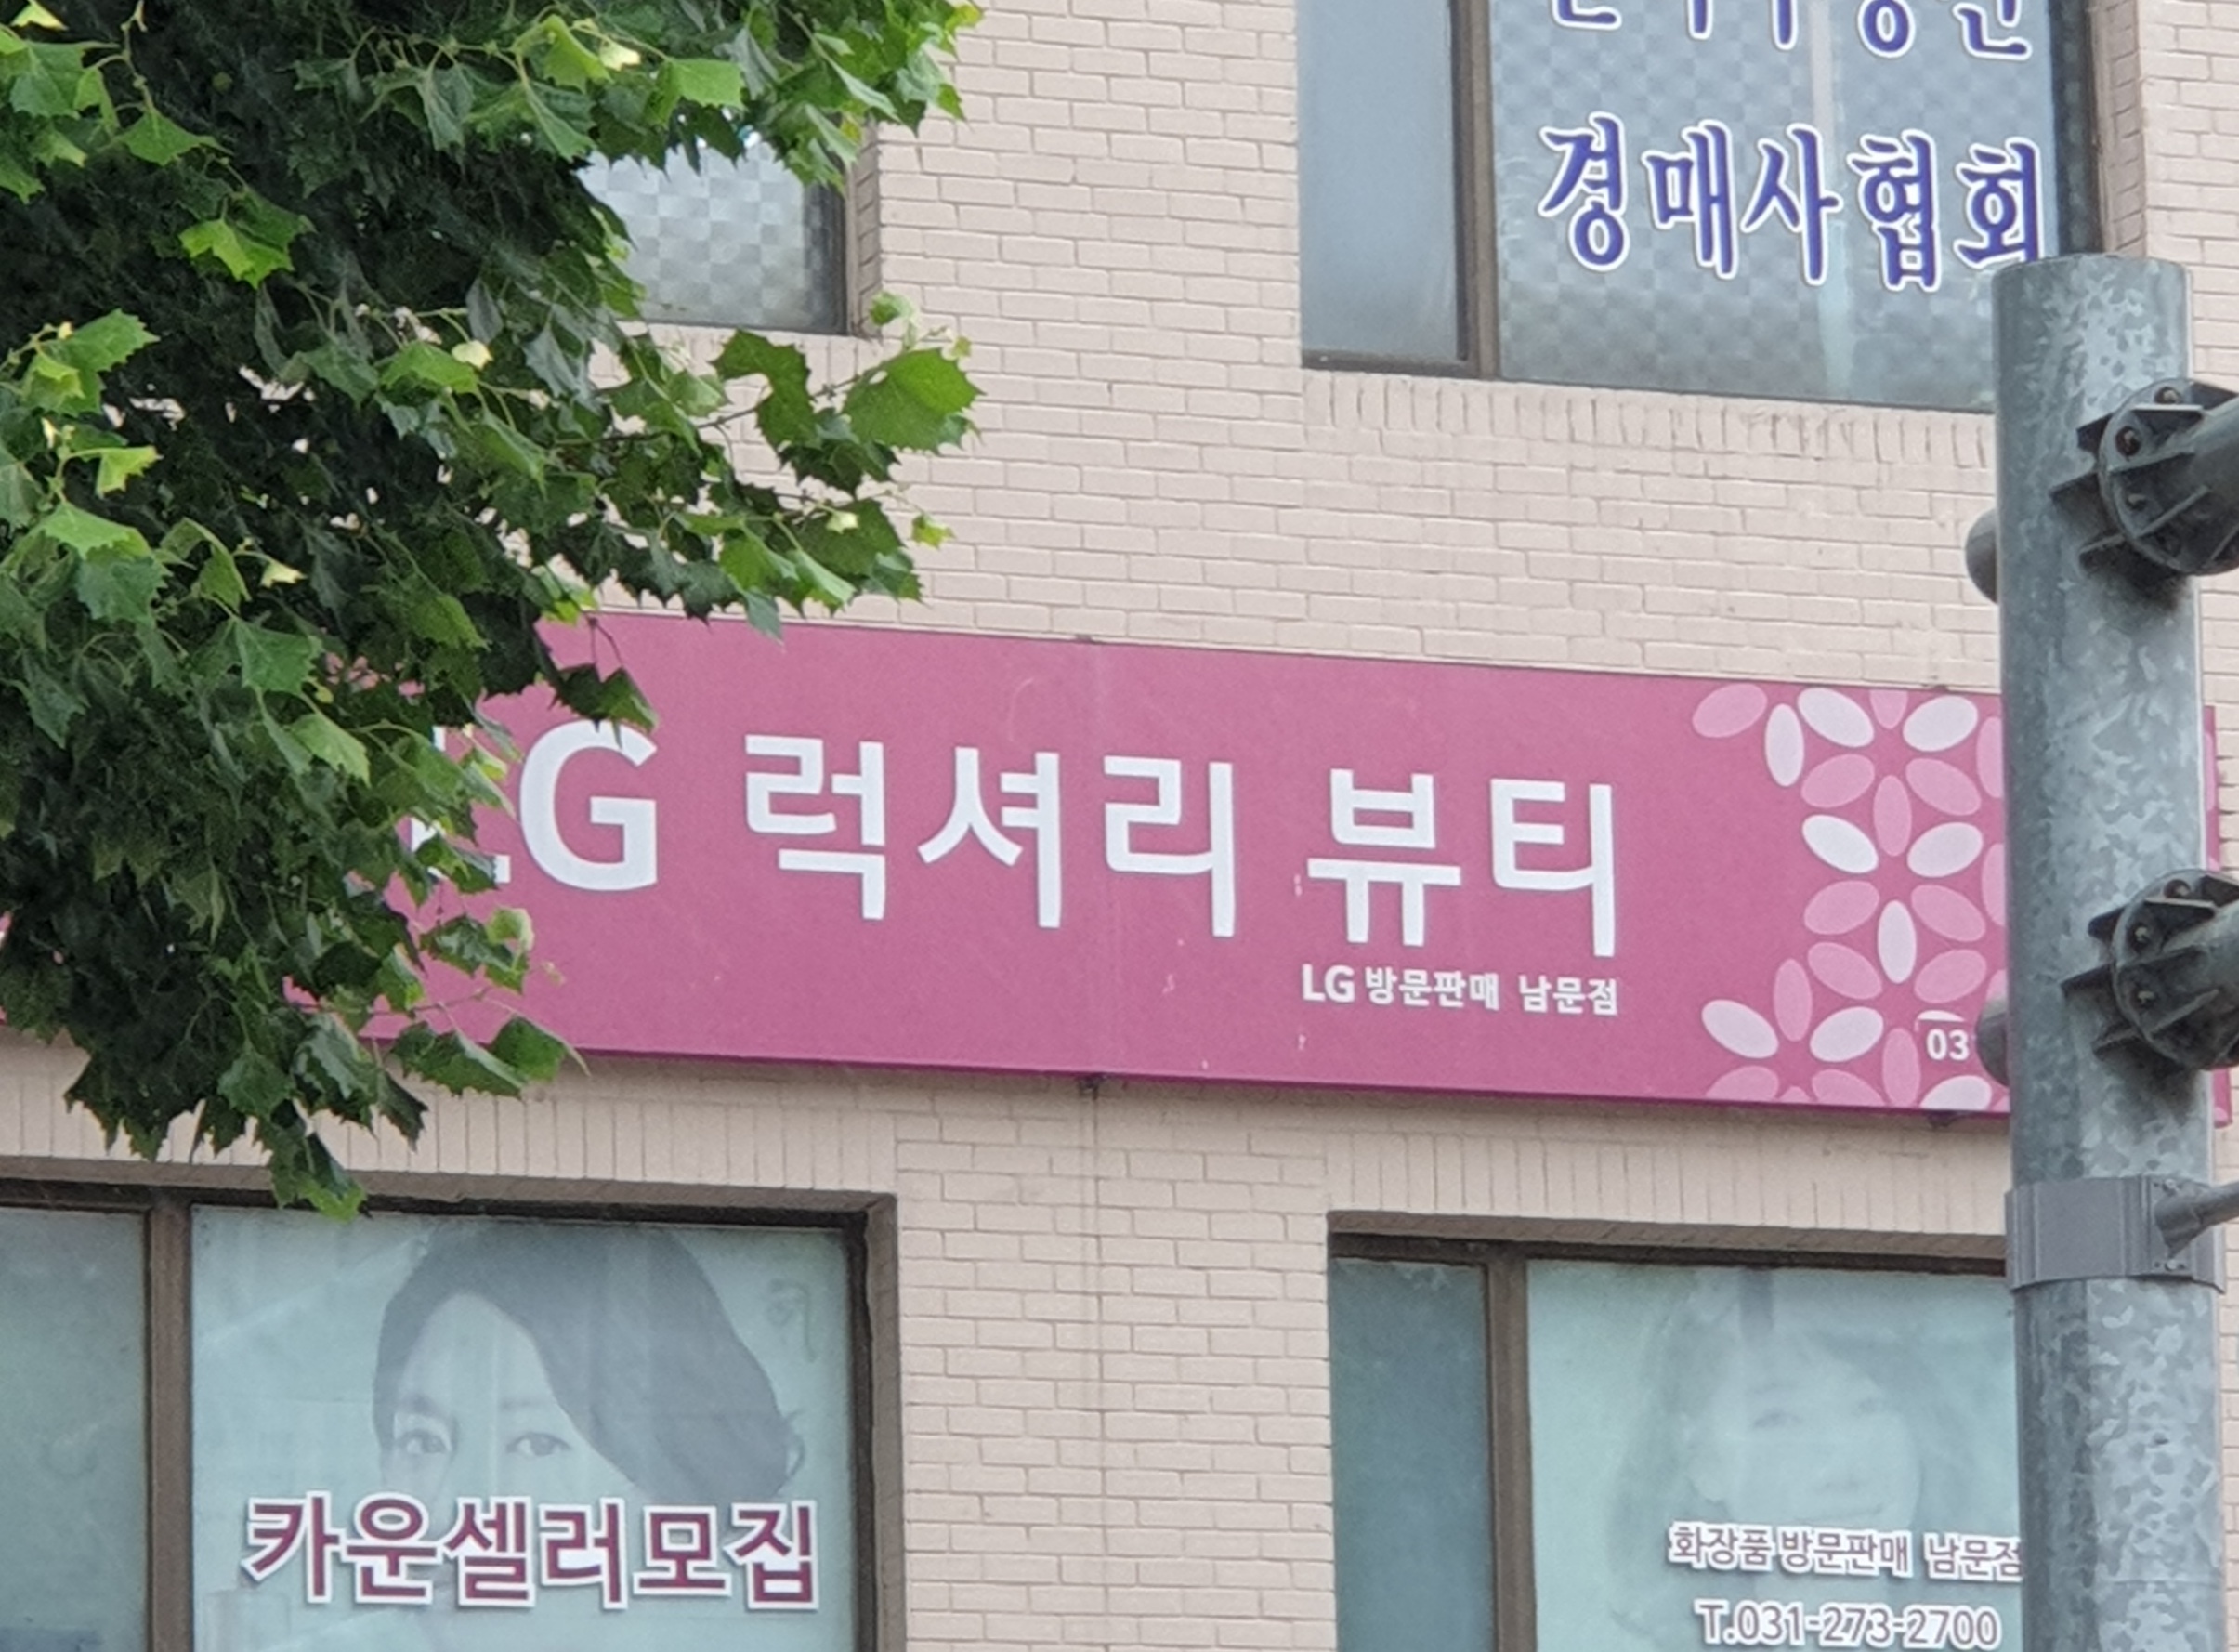 경매사협회
LG 럭셔리 뷰티
LG 방문판매 남문점
03
카운셀러모집
화장품 방문판매 남문점
T.031-273-2700